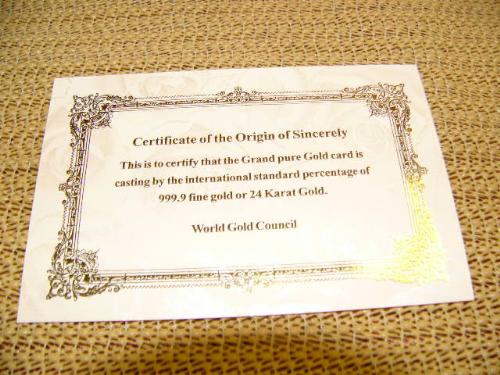 Certificate of the Origin of Sincerely
This is to certify that the Grand pure Gold card is
casting by the international standard percentage of
999.9 fine gold or 24 Karat Gold.
World Gold Council